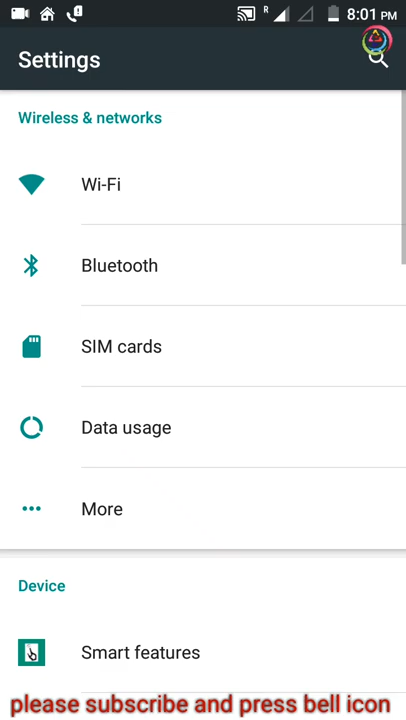 R 8:01 PM
Settings
Wireless & networks
Wi-Fi
Bluetooth
SIM cards
Data usage
More
Device
Smart features
please subscribe and press bell icon